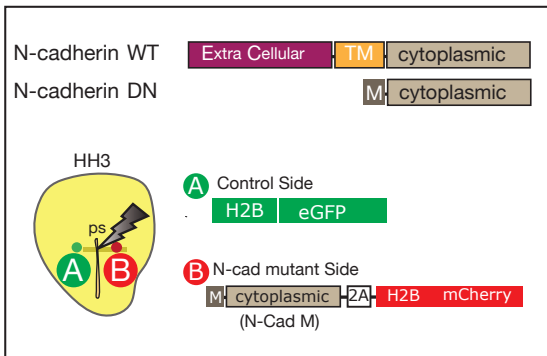 N-cadherin WT Extra Cellular TM cytoplasmic
N-cadherin DN M cytoplasmic
HH3
ps
A B
A Control Side
H2B eGFP
B N-cad mutant Side
M cytoplasmic 2A H2B mCherry
(N-Cad M)